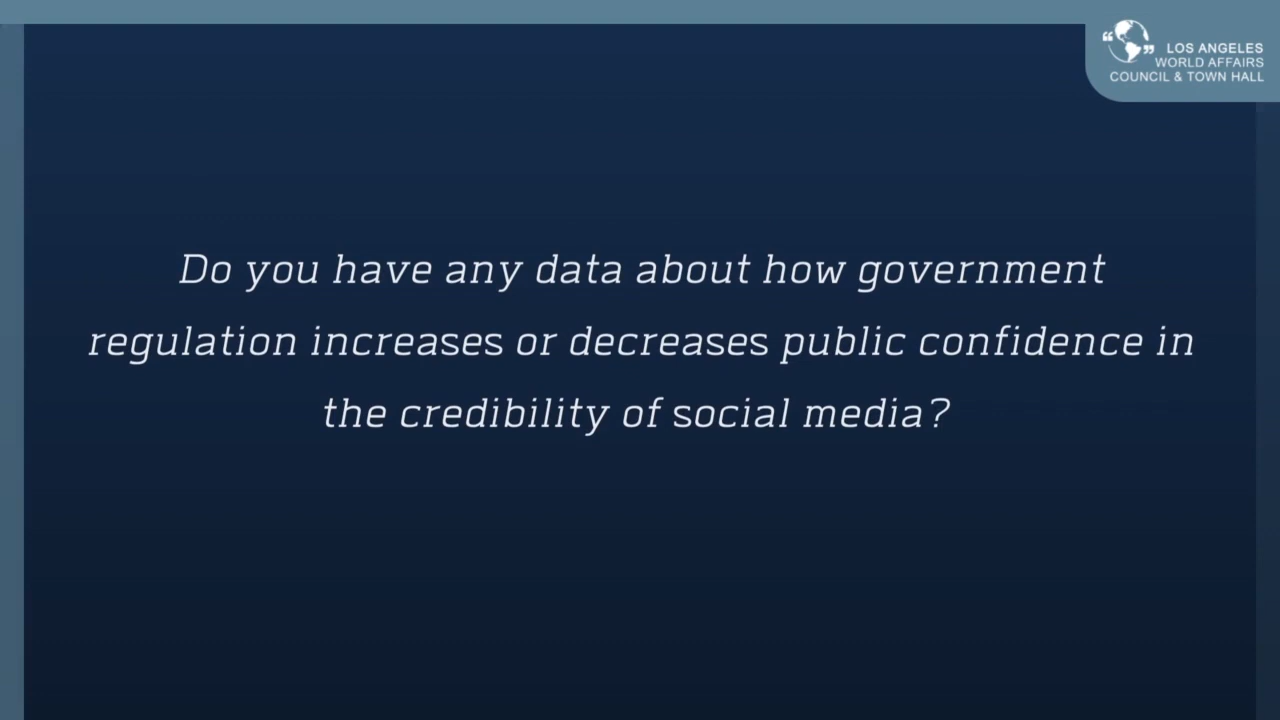 LOS ANGELES
WORLD AFFAIRS
COUNCIL & TOWN HALL
Do you have any data about how government
regulation increases or decreases public confidence in
the credibility of social media?